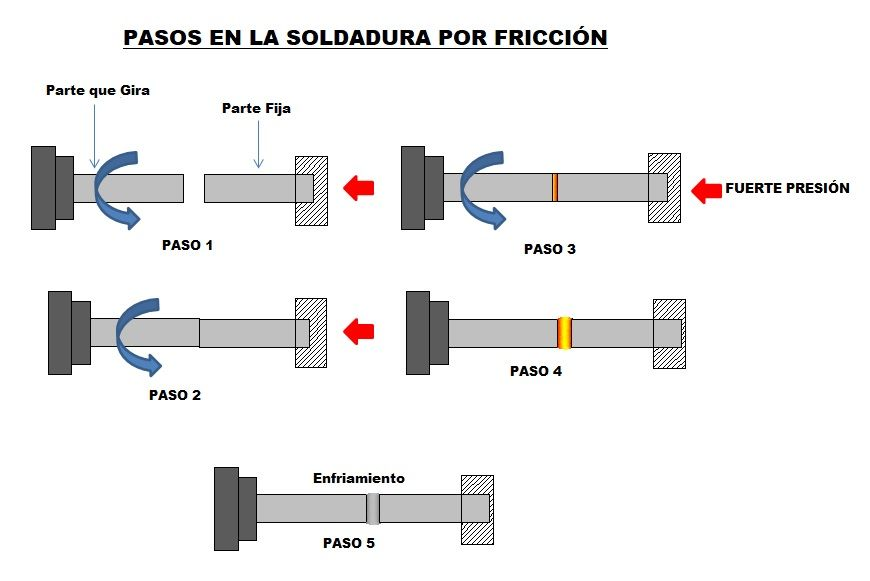 PASOS EN LA SOLDADURA POR FRICCIÓN
Parte que Gira
Parte Fija
PASO 1
FUERTE PRESIÓN
PASO 3
PASO 2
PASO 4
Enfriamiento
PASO 5